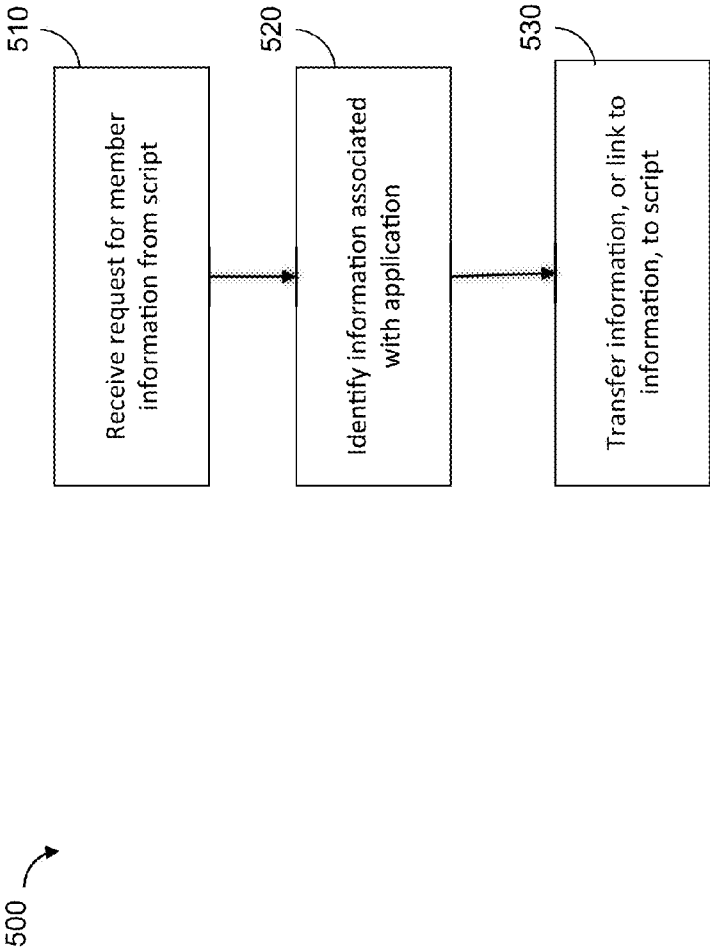 500
510
Receive request for member
information from script
520
Identify information associated
with application
530
Transfer information, or link to
information, to script